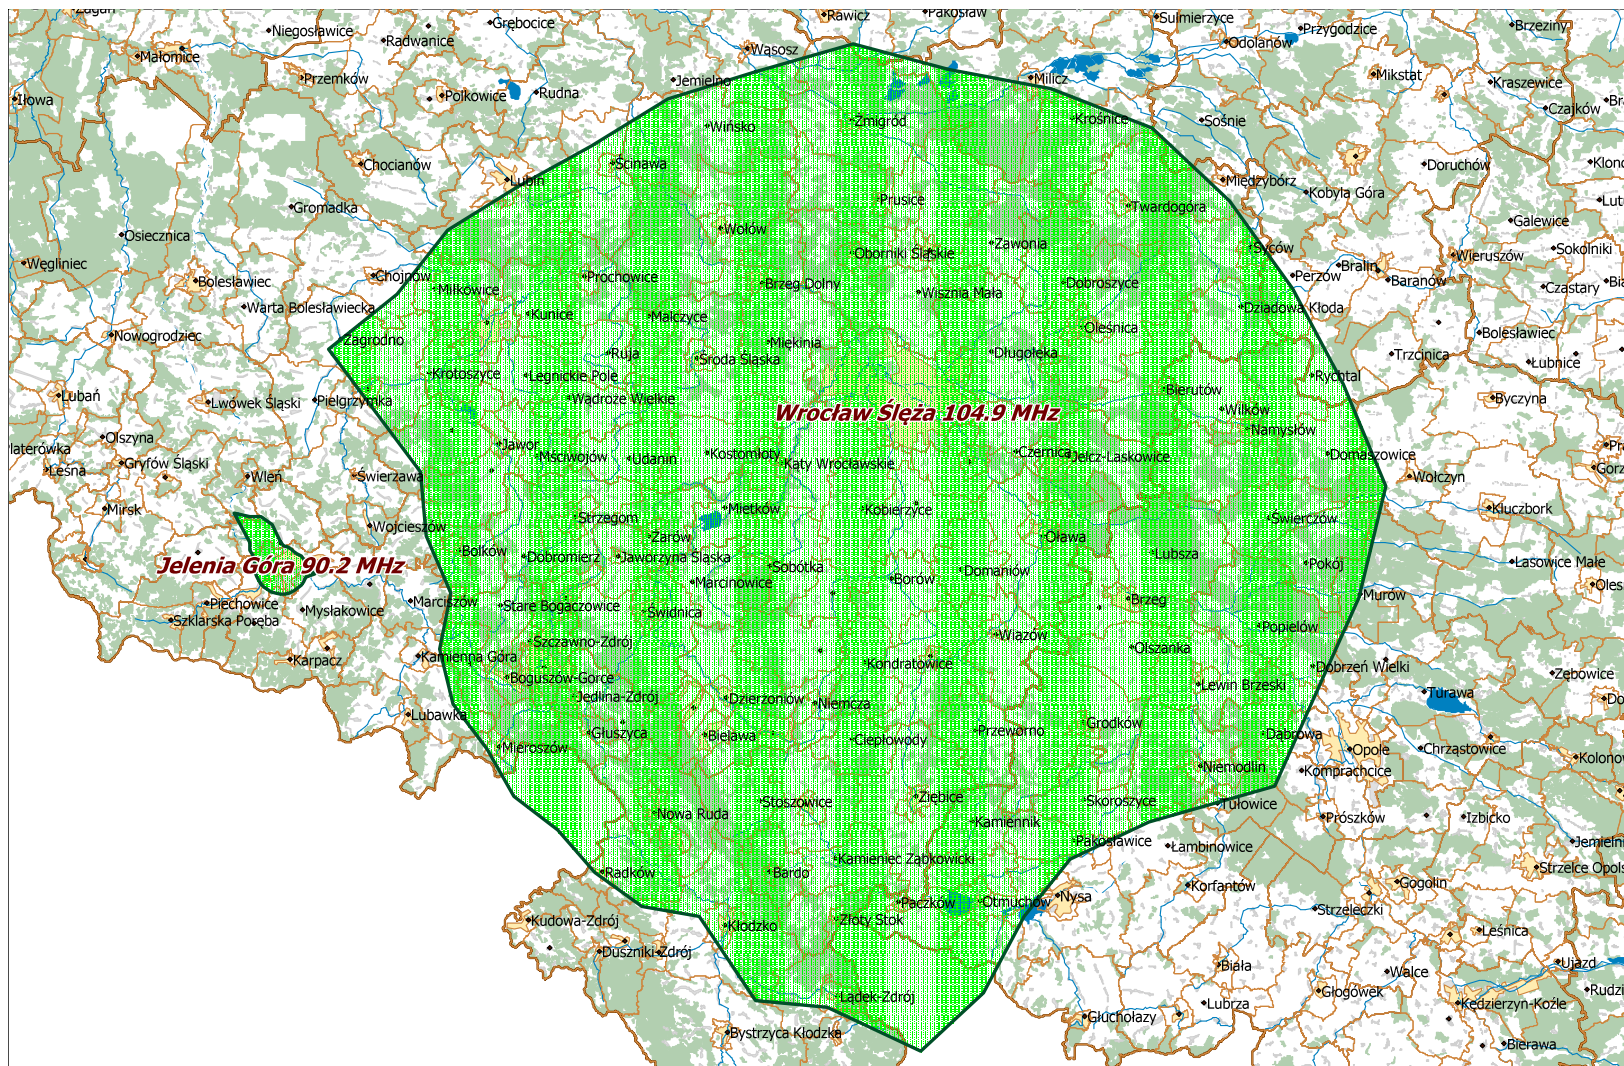 Żagań
Niegosławice
Grębocice
Rawicz
Pakosław
Sulmierzyce
Przygodzice
Brzeziny
Małomice
Radwanice
Wąsosz
Odolanów
Przemków
Jemielno
Milicz
Mikstat
Kraszewice
Iłowa
Polkowice
Rudna
Czajków
Wińsko
Żmigród
Krośnice
Sośnie
Chocianów
Ścinawa
Doruchów
Lubin
Międzybórz
Kobyla Góra
Gromadka
Prusice
Twardogóra
Galewice
Osiecznica
Wołów
Zawonia
Syców
Sokolniki
Oborniki Śląskie
Wieruszów
Węgliniec
Chojnów
Prochowice
Perzów
Bralin
Bolesławiec
Miłkowice
Brzeg Dolny
Wisznia Mała
Dobroszyce
Baranów
Czastary
Warta Bolesławiecka
Kunice
Malczyce
Dziadowa Kłoda
Nowogrodziec
Zagrodno
Miękinia
Oleśnica
Bolesławiec
Ruja
Środa Śląska
Długołęka
Trzcinica
Łubnice
Krotoszyce
Legnickie Pole
Rychtal
Lubań
Lwówek Śląski
Pielgrzymka
Wądroże Wielkie
Bierutów
Byczyna
Wrocław Ślęża 104.9 MHz
Wilków
Olszyna
Namysłów
Platerówka
Jawor
Mściwojów
Udanin
Kostomłoty
Czernica
Jelcz-Laskowice
Domaszowice
Leśna
Gryfów Śląski
Kąty Wrocławskie
Wleń
Świerzawa
Wołczyn
Mirsk
Mietków
Kobierzyce
Kluczbork
Wojcieszów
Strzegom
Świerczów
Żarów
Oława
Bolków
Dobromierz
Jaworzyna Śląska
Lubsza
Jelenia Góra 90.2 MHz
Sobótka
Domaniów
Pokój
Lasowice Małe
Marcinowice
Borów
Piechowice
Mysłakowice
Marciszów
Stare Bogaczowice
Świdnica
Brzeg
Murów
Szklarska Poręba
Popielów
Szczawno-Zdrój
Wiązów
Karpacz
Kamienna Góra
Kondratowice
Olszanka
Boguszów-Gorce
Dobrzeń Wielki
Zębowice
Jedlina-Zdrój
Dzierżoniów
Niemcza
Lewin Brzeski
Turawa
Lubawka
Głuszyca
Bielawa
Ciepłowody
Przeworno
Grodków
Dąbrowa
Mieroszów
Opole
Chrząstowice
Niemodlin
Komprachcice
Stoszowice
Ziębice
Skoroszyce
Tułowice
Nowa Ruda
Kamiennik
Prószków
Izbicko
Pakosławice
Łambinowice
Kamieniec Ząbkowicki
Radków
Bardo
Strzelce Opols
Korfantów
Gogolin
Paczków
Otmuchów
Nysa
Strzeleczki
Kudowa-Zdrój
Kłodzko
Złoty Stok
Leśnica
Duszniki-Zdrój
Biała
Walce
Ujazd
Lądek-Zdrój
Lubrza
Głogówek
Kędzierzyn-Koźle
Bystrzyca Kłodzka
Głuchołazy
Bierawa